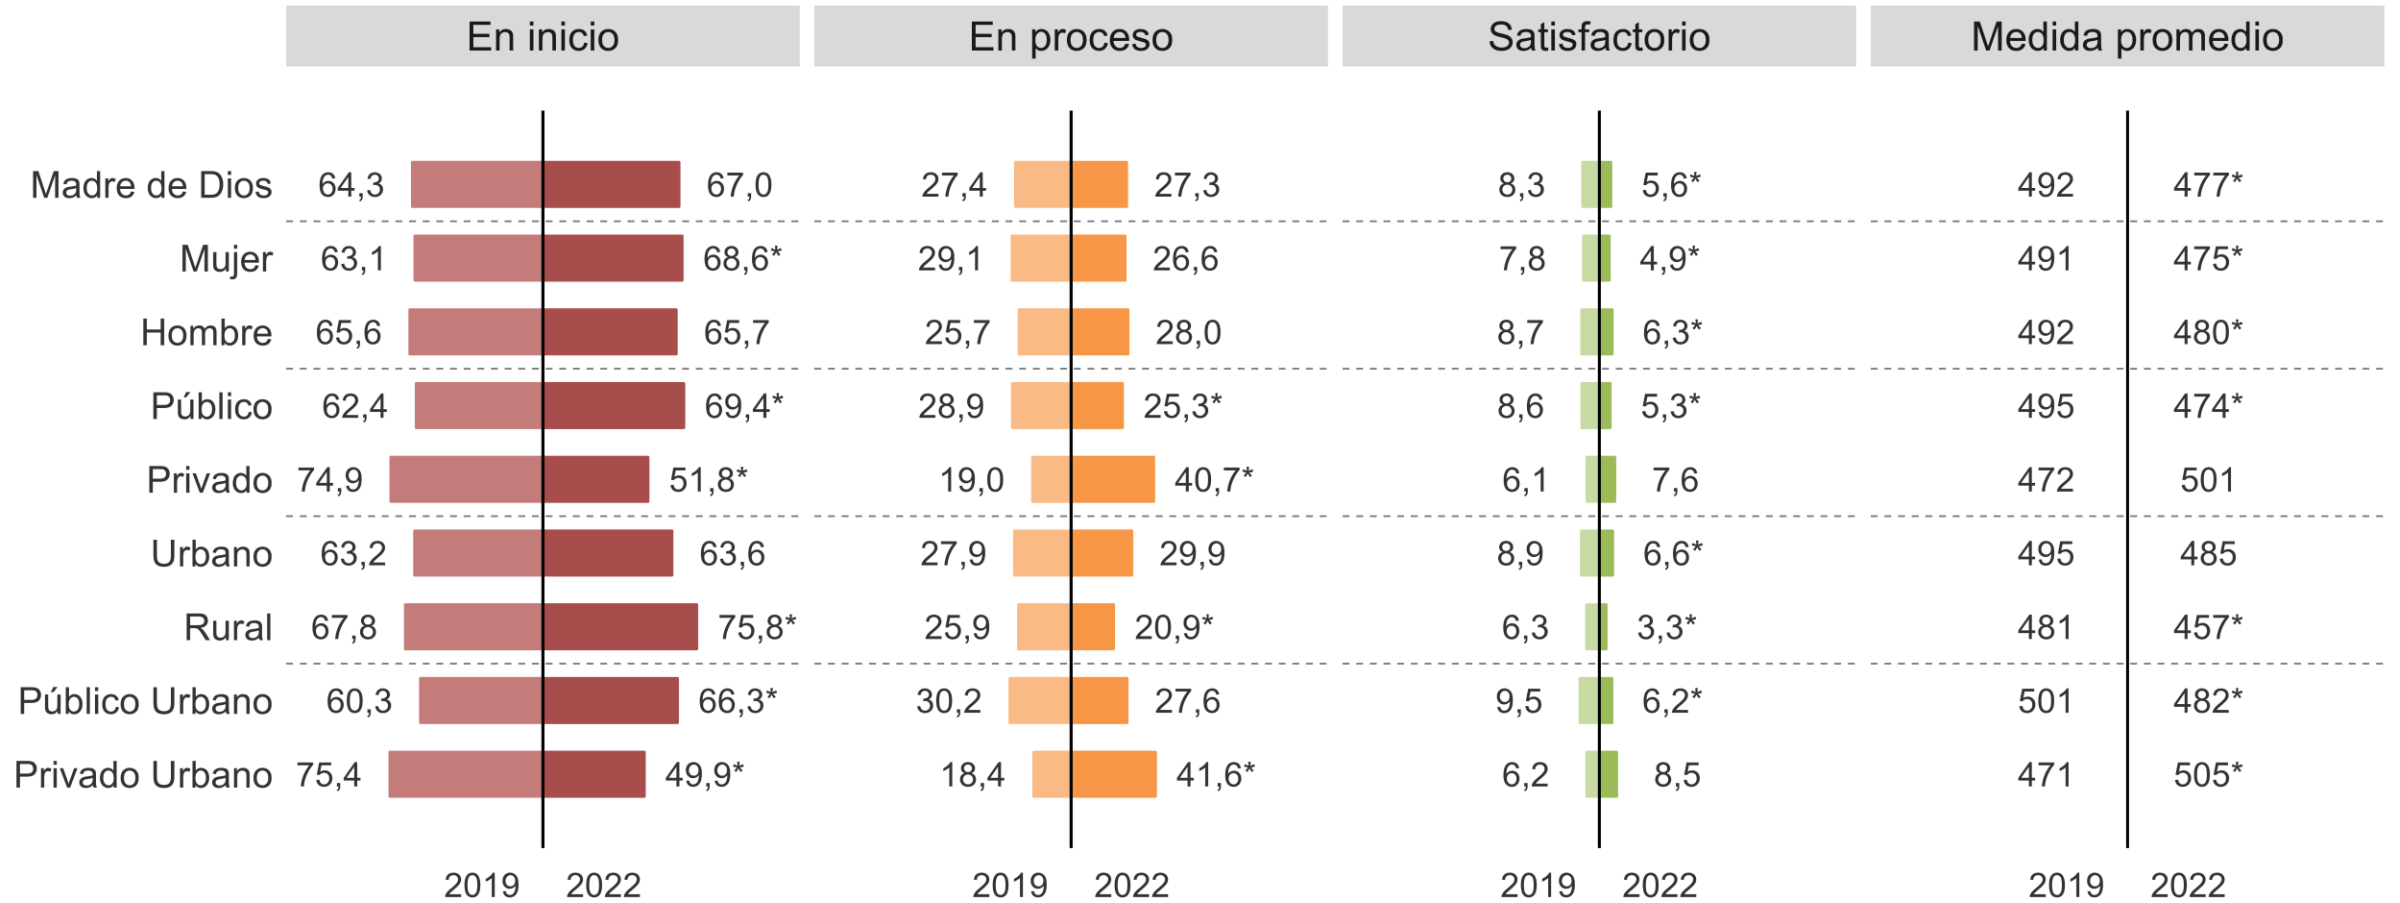 En inicio En proceso Satisfactorio Medida promedio
Madre de Dios 64,3 67,0 27,4 27,3 8,3 5,6* 492 477*
Mujer 63,1 68,6* 29,1 26,6 7,8 4,9* 491 475*
Hombre 65,6 65,7 25,7 28,0 8,7 6,3* 492 480*
Público 62,4 69,4* 28,9 25,3* 8,6 5,3* 495 474*
Privado 74,9 51,8* 19,0 40,7* 6,1 7,6 472 501
Urbano 63,2 63,6 27,9 29,9 8,9 6,6* 495 485
Rural 67,8 75,8* 25,9 20,9* 6,3 3,3* 481 457*
Público Urbano 60,3 66,3* 30,2 27,6 9,5 6,2* 501 482*
Privado Urbano 75,4 49,9* 18,4 41,6* 6,2 8,5 471 505*
2019 2022 2019 2022 2019 2022 2019 2022